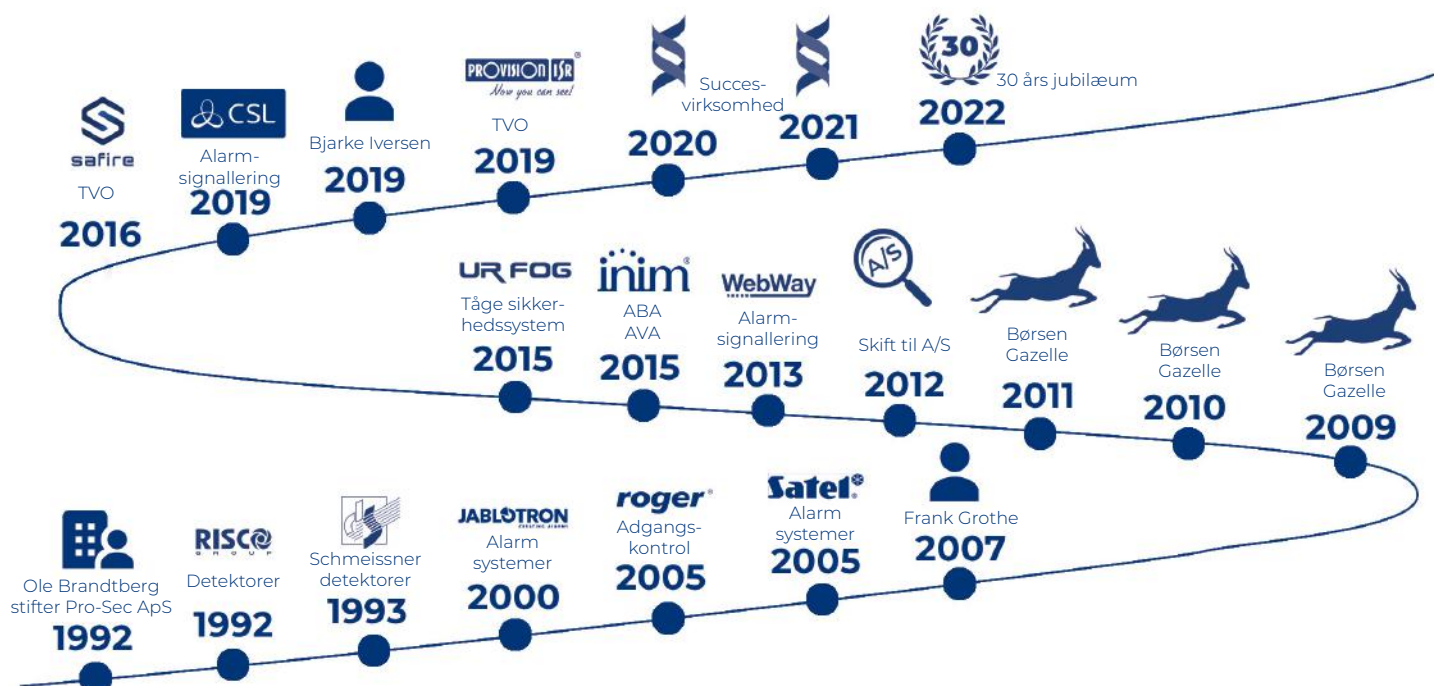 safire
TVO
2016
CSL
Alarm-
signallering
2019
Bjarke Iversen
2019
PROVISION ISR®
Now you can see!
TVO
2019
2020
Succes-
virksomhed
2021
30
30 års jubilæum
2022
UR FOG
Tåge sikker-
hedssystem
2015
inim®
ABA
AVA
2015
WebWay
Alarm-
signallering
2013
A/S
Skift til A/S
2012
Børsen
Gazelle
2011
Børsen
Gazelle
2010
Børsen
Gazelle
2009
Ole Brandtberg
stifter Pro-Sec ApS
1992
RISCO
GROUP
Detektorer
1992
Schmeissner
detektorer
1993
JABLOTRON
CREATING ALARMS
Alarm
systemer
2000
roger®
Adgangs-
kontrol
2005
Satel®
Alarm
systemer
2005
Frank Grothe
2007